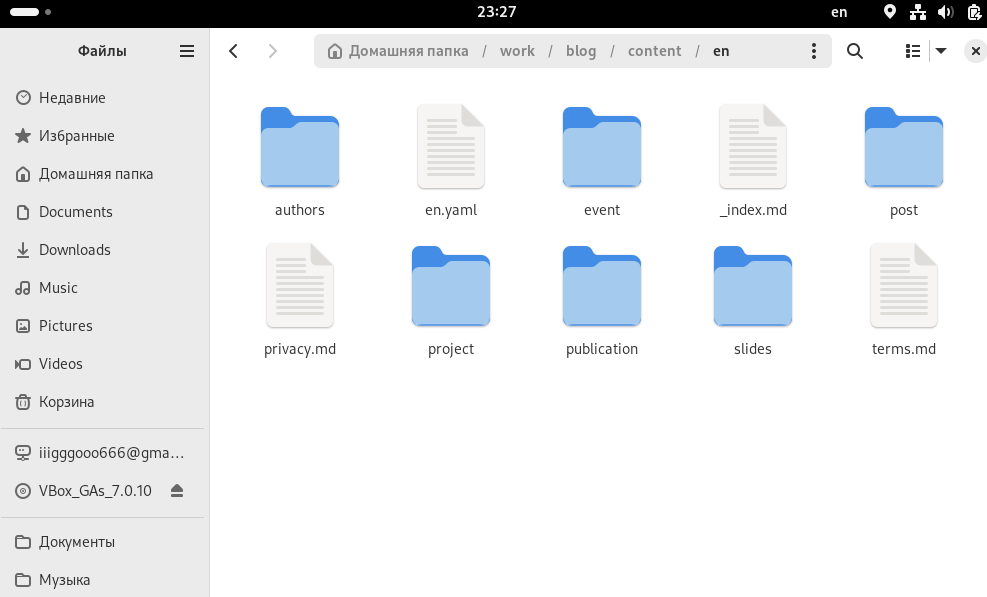 23:27
en
Файлы
Домашняя папка / work / blog / content / en
Недавние
Избранные
Домашняя папка
Documents
Downloads
Music
Pictures
Videos
Корзина
iiigggooo666@gma...
VBox_GAs_7.0.10
Документы
Музыка
authors
en.yaml
event
_index.md
post
privacy.md
project
publication
slides
terms.md